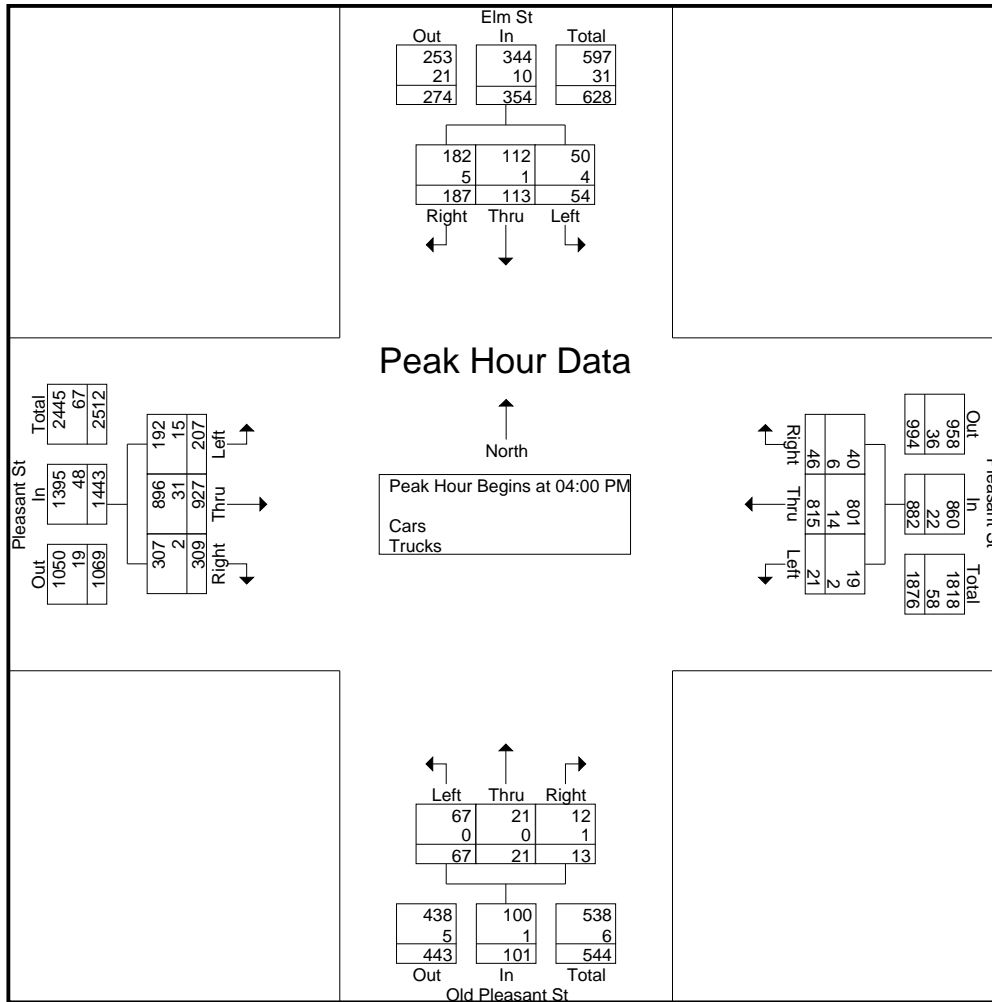 Elm St
Out In Total
253 344 597
21 10 31
274 354 628
182 112 50
5 1 4
187 113 54
Right Thru Left
Peak Hour Data
North
Peak Hour Begins at 04:00 PM
Cars
Trucks
Pleasant St
Out In Total
1050 1395 2445
19 48 67
1069 1443 2512
307 896 192
2 31 15
309 927 207
Right Thru Left
Pleasant St
Out In Total
958 860 1818
36 22 58
994 882 1876
40 801 19
6 14 2
46 815 21
Right Thru Left
Left Thru Right
67 21 12
0 0 1
67 21 13
438 100 538
5 1 6
443 101 544
Out In Total
Old Pleasant St